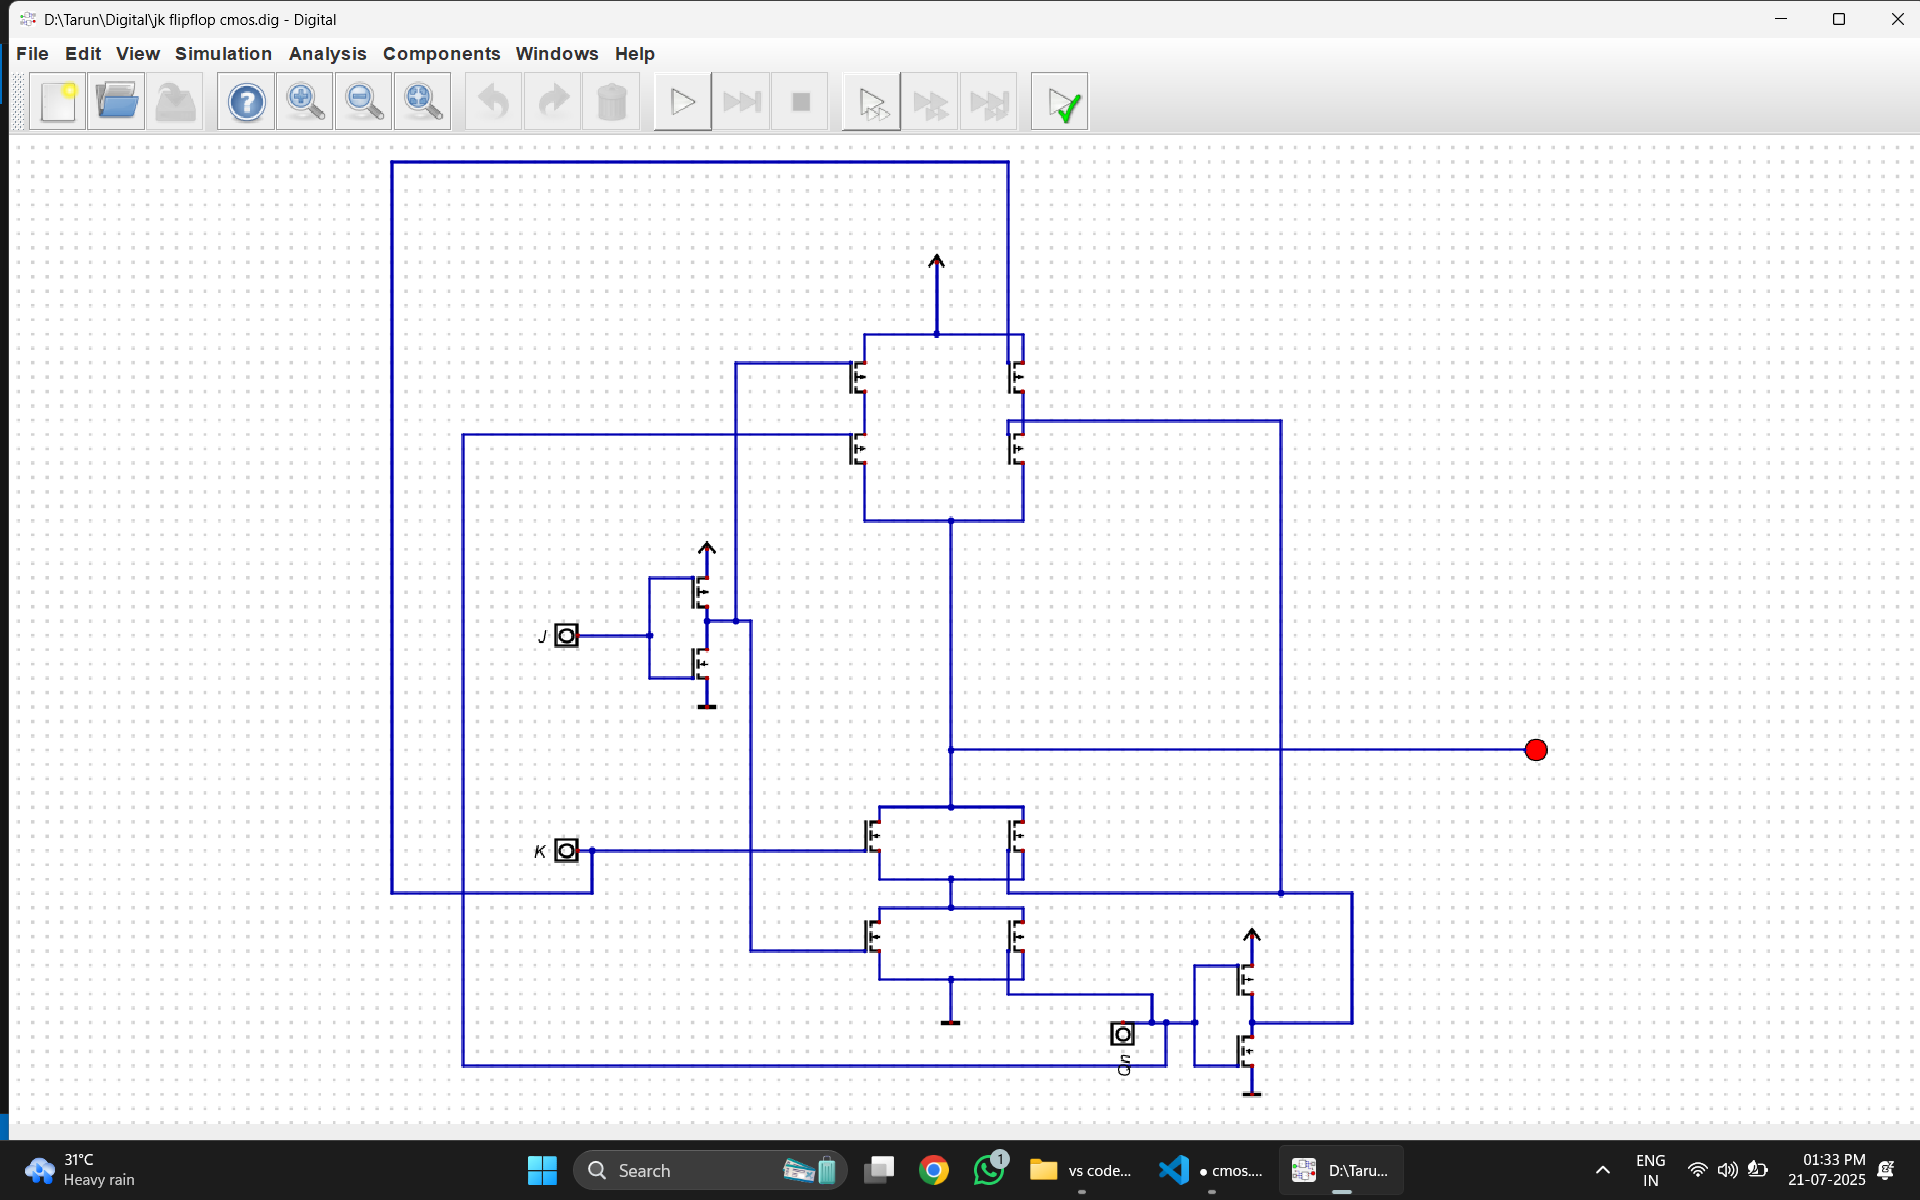 D:\Tarun\Digital\jk flipflop cmos.dig - Digital
File Edit View Simulation Analysis Components Windows Help
J
K
Q
1
31°C
Heavy rain
Search
vs code...
cmos....
D:\Taru...
ENG
IN
01:33 PM
21-07-2025